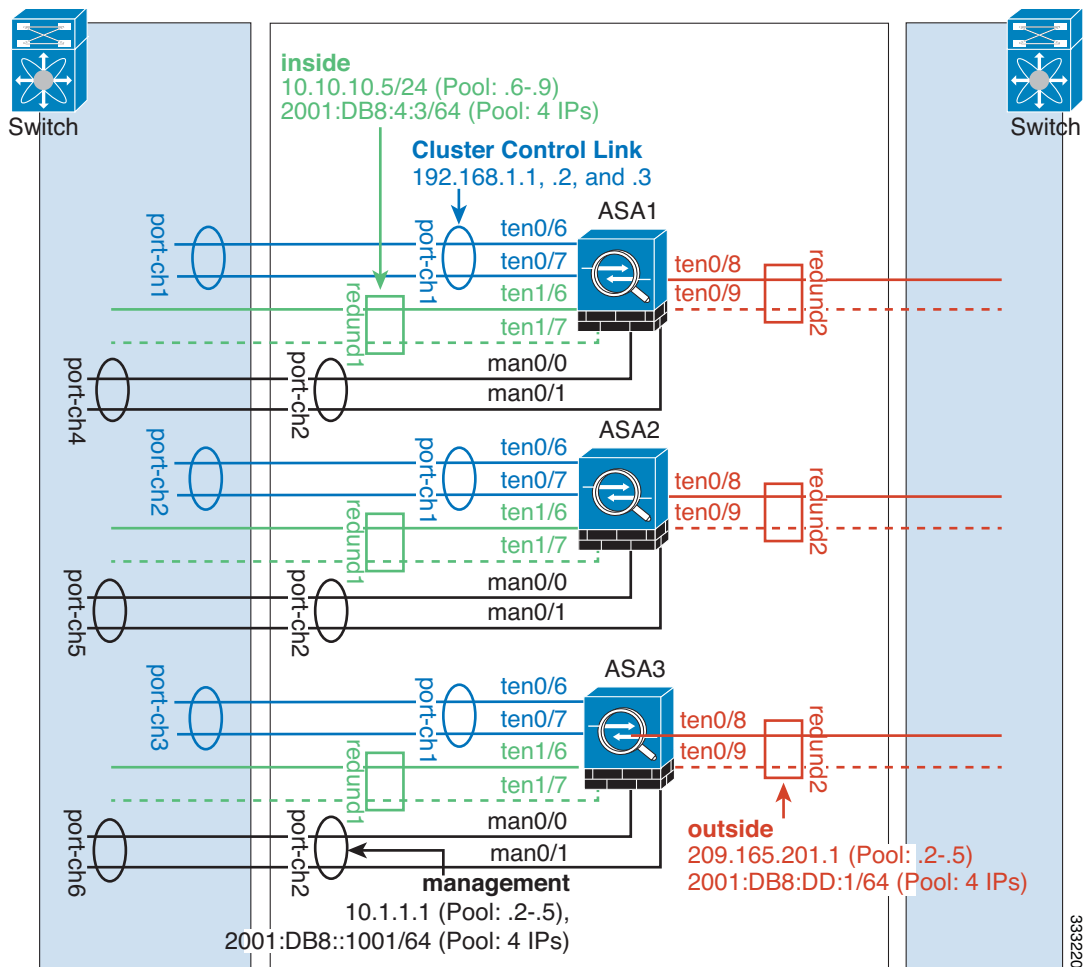 Switch
Switch
inside
10.10.10.5/24 (Pool: .6-.9)
2001:DB8:4:3/64 (Pool: 4 IPs)
Cluster Control Link
192.168.1.1, .2, and .3
ASA1
port-ch1
port-ch1
ten0/6
ten0/7
ten1/6
ten1/7
redund1
ten0/8
ten0/9
redund2
man0/0
man0/1
port-ch4
port-ch2
ASA2
port-ch2
port-ch1
ten0/6
ten0/7
ten1/6
ten1/7
redund1
ten0/8
ten0/9
redund2
man0/0
man0/1
port-ch5
port-ch2
ASA3
port-ch3
port-ch1
ten0/6
ten0/7
ten1/6
ten1/7
redund1
ten0/8
ten0/9
redund2
man0/0
man0/1
port-ch6
port-ch2
outside
209.165.201.1 (Pool: .2-.5)
2001:DB8:DD:1/64 (Pool: 4 IPs)
management
10.1.1.1 (Pool: .2-.5),
2001:DB8::1001/64 (Pool: 4 IPs)
333220